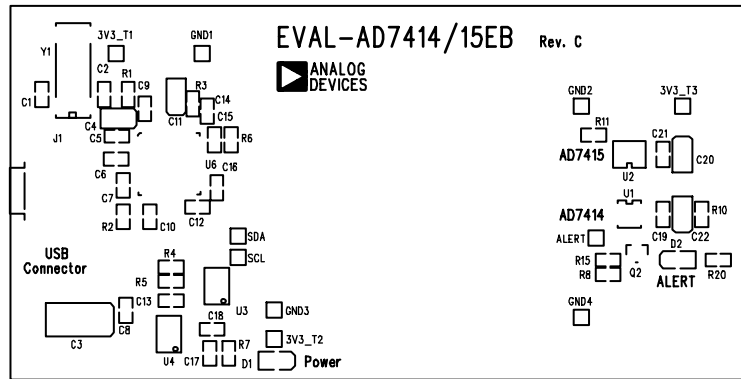 EVAL-AD7414/15EB Rev. C
ANALOG
DEVICES
3V3_T1
GND1
Y1
C2
R1
C9
C1
R3
C14
C4
C11
C15
J1
C5
R6
C6
U6
C16
C7
C12
R2
C10
USB
Connector
SDA
SCL
R4
R5
C13
U3
GND3
C8
C18
3V3_T2
C3
U4
C17
R7
D1
Power
GND2
3V3_T3
R11
C21
AD7415
U2
C20
U1
AD7414
R10
ALERT
C19
C22
D2
R15
R8
Q2
R20
ALERT
GND4